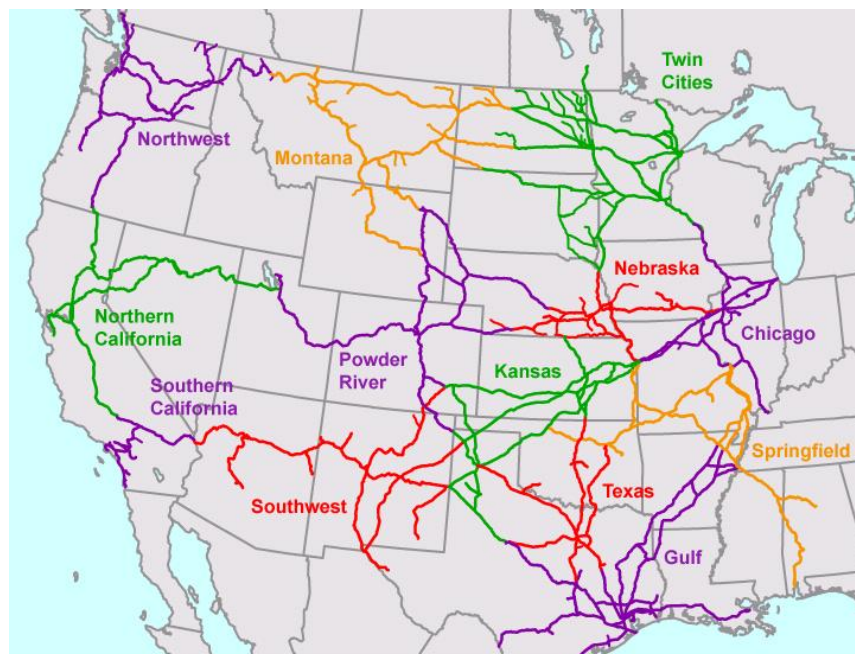 Twin
Cities
Northwest
Montana
Nebraska
Northern
California
Chicago
Powder
River
Kansas
Southern
California
Springfield
Southwest
Texas
Gulf